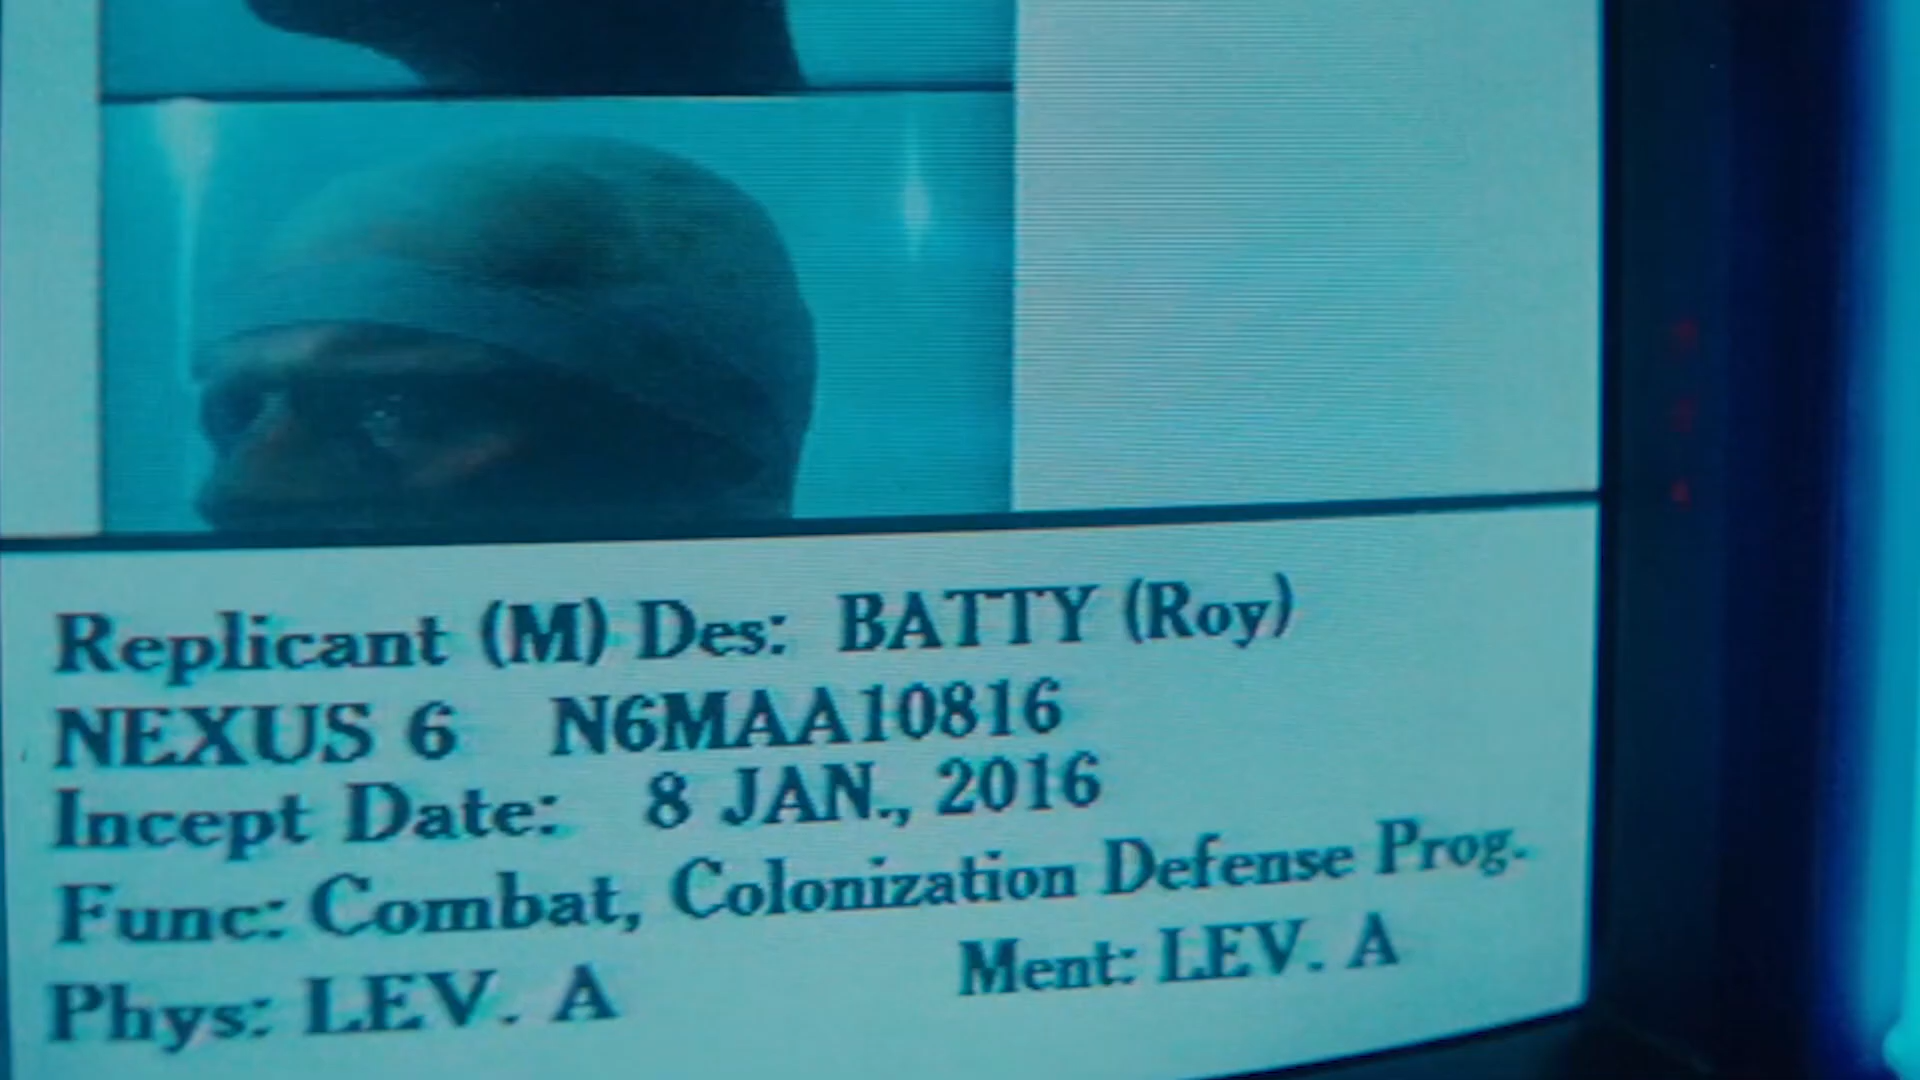 Replicant (M) Des: BATTY (Roy)
NEXUS 6 N6MAA10816
Incept Date: 8 JAN., 2016
Func: Combat, Colonization Defense Prog.
Phys: LEV. A Ment: LEV. A